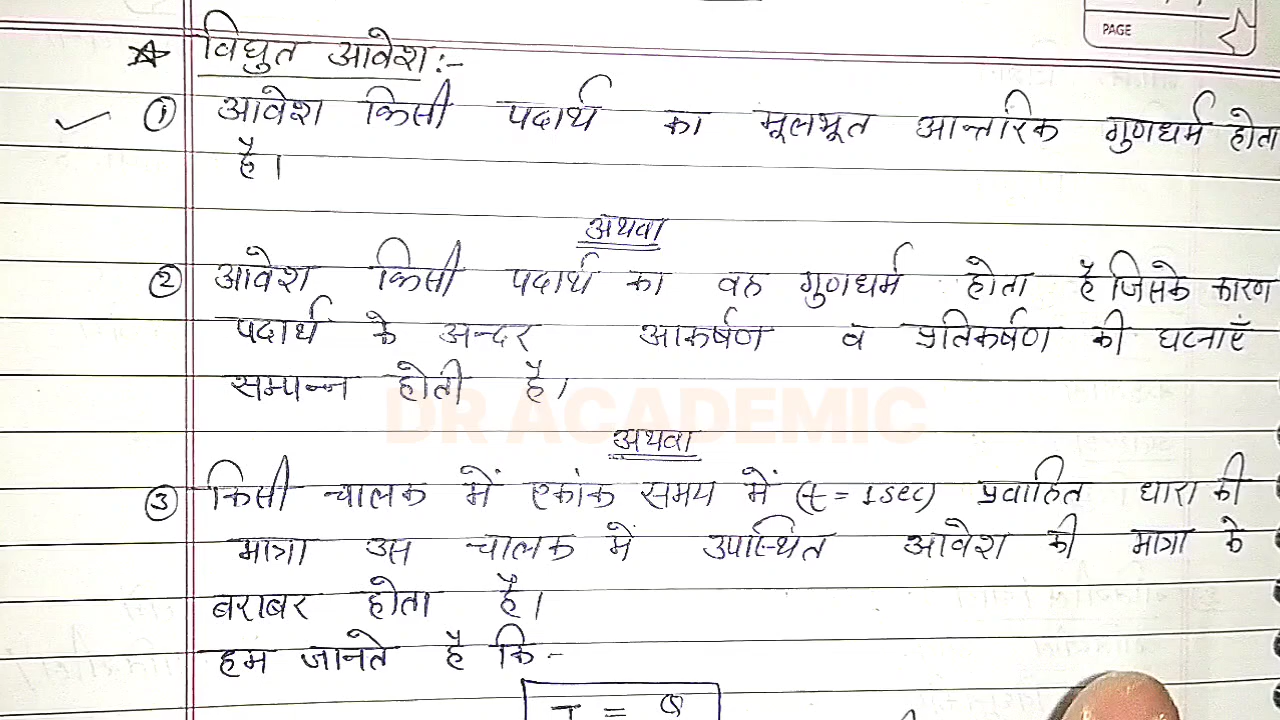 PAGE
☆ विद्युत आवेश:-
① आवेश किसी पदार्थ का मूलभूत आन्तरिक गुणधर्म होता
है।
अथवा
② आवेश किसी पदार्थ का वह गुणधर्म होता है जिसके कारण
पदार्थ के अन्दर आकर्षण व प्रतिकर्षण की घटनाएँ
सम्पन्न होती है।
DR ACADEMIC
अथवा
③ किसी चालक में एकांक समय में (t = 1sec) प्रवाहित धारा की
मात्रा उस चालक में उपस्थित आवेश की मात्रा के
बराबर होता है।
हम जानते है कि -
I = Q